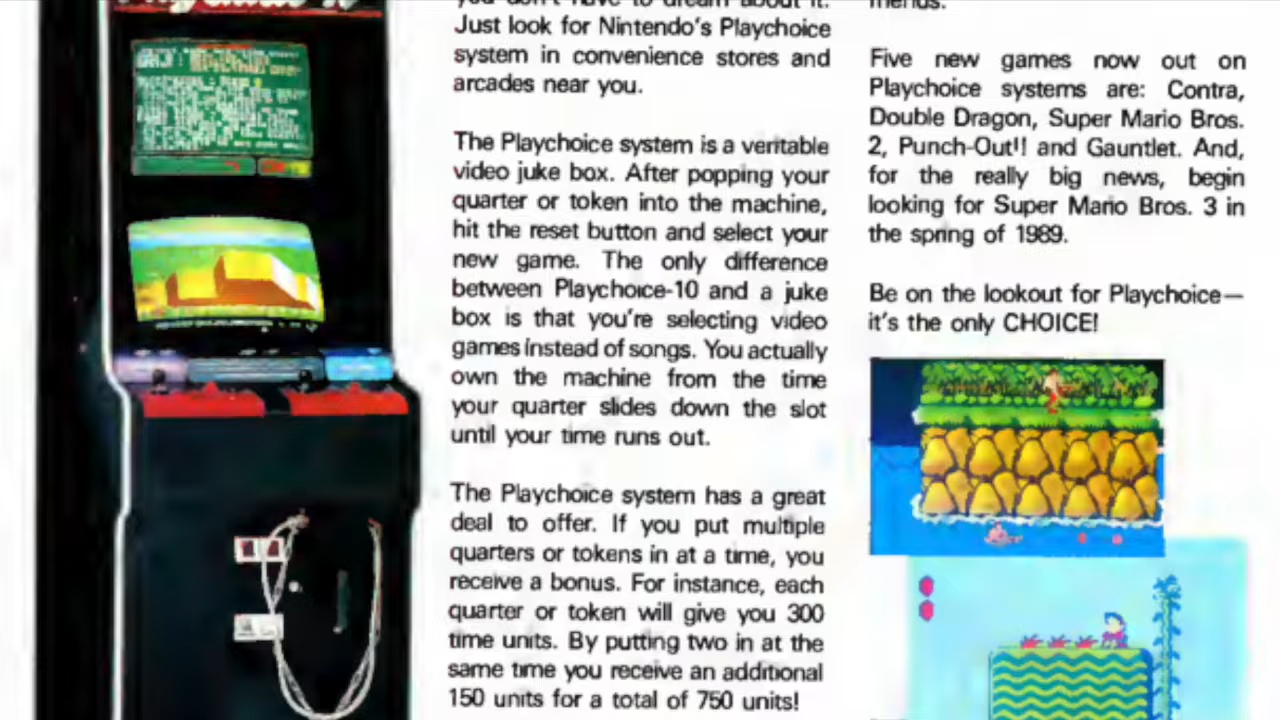 you don't have to dream about it.
Just look for Nintendo's Playchoice
system in convenience stores and
arcades near you.
The Playchoice system is a veritable
video juke box. After popping your
quarter or token into the machine,
hit the reset button and select your
new game. The only difference
between Playchoice-10 and a juke
box is that you're selecting video
games instead of songs. You actually
own the machine from the time
your quarter slides down the slot
until your time runs out.
The Playchoice system has a great
deal to offer. If you put multiple
quarters or tokens in at a time, you
receive a bonus. For instance, each
quarter or token will give you 300
time units. By putting two in at the
same time you receive an additional
150 units for a total of 750 units!
menus.
Five new games now out on
Playchoice systems are: Contra,
Double Dragon, Super Mario Bros.
2, Punch-Out!! and Gauntlet. And,
for the really big news, begin
looking for Super Mario Bros. 3 in
the spring of 1989.
Be on the lookout for Playchoice—
it's the only CHOICE!